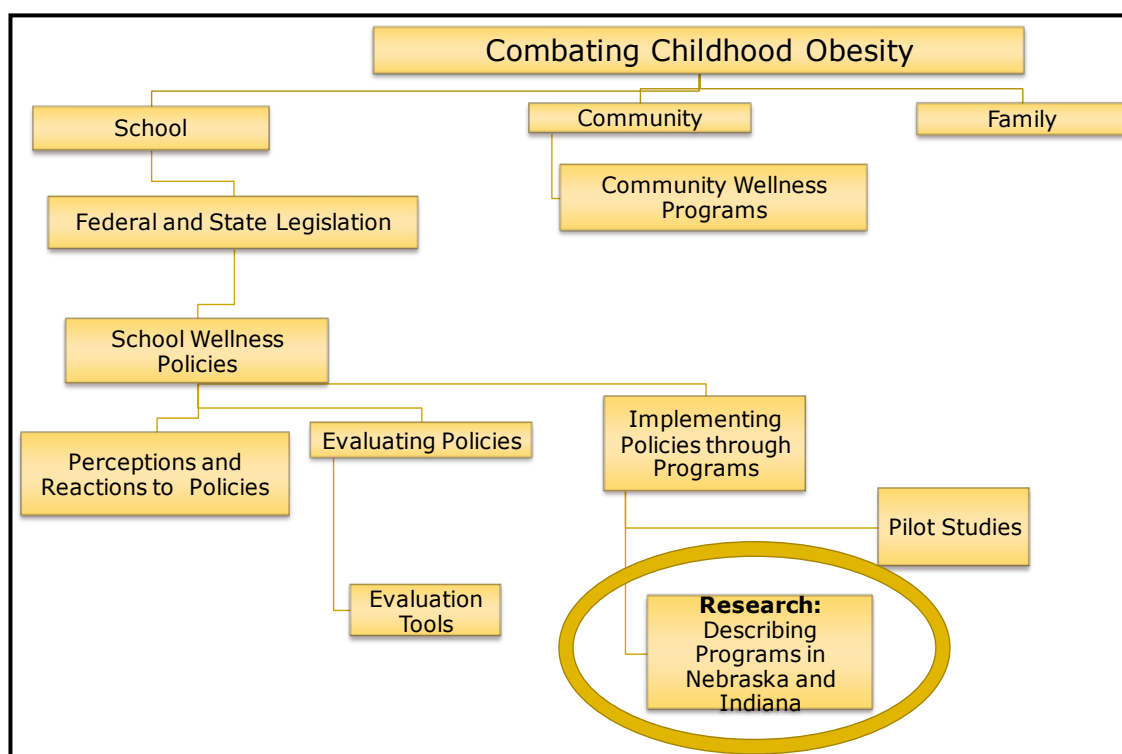 Combating Childhood Obesity
School
Community
Family
Federal and State Legislation
Community Wellness
Programs
School Wellness
Policies
Perceptions and
Reactions to Policies
Evaluating Policies
Implementing
Policies through
Programs
Pilot Studies
Evaluation
Tools
Research:
Describing
Programs in
Nebraska and
Indiana